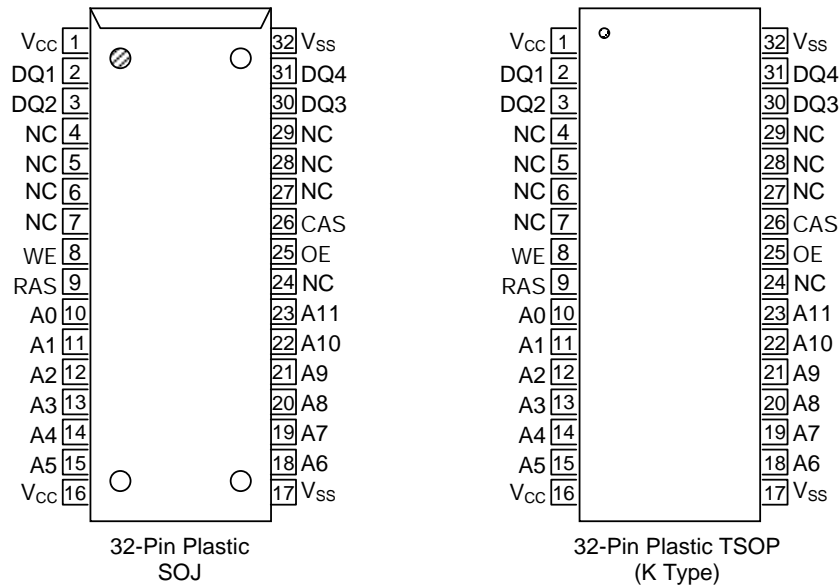 VCC 1 32 VSS VCC 1 32 VSS
DQ1 2 31 DQ4 DQ1 2 31 DQ4
DQ2 3 30 DQ3 DQ2 3 30 DQ3
NC 4 29 NC NC 4 29 NC
NC 5 28 NC NC 5 28 NC
NC 6 27 NC NC 6 27 NC
NC 7 26 CAS NC 7 26 CAS
WE 8 25 OE WE 8 25 OE
RAS 9 24 NC RAS 9 24 NC
A0 10 23 A11 A0 10 23 A11
A1 11 22 A10 A1 11 22 A10
A2 12 21 A9 A2 12 21 A9
A3 13 20 A8 A3 13 20 A8
A4 14 19 A7 A4 14 19 A7
A5 15 18 A6 A5 15 18 A6
VCC 16 17 VSS VCC 16 17 VSS
32-Pin Plastic 32-Pin Plastic TSOP
SOJ (K Type)